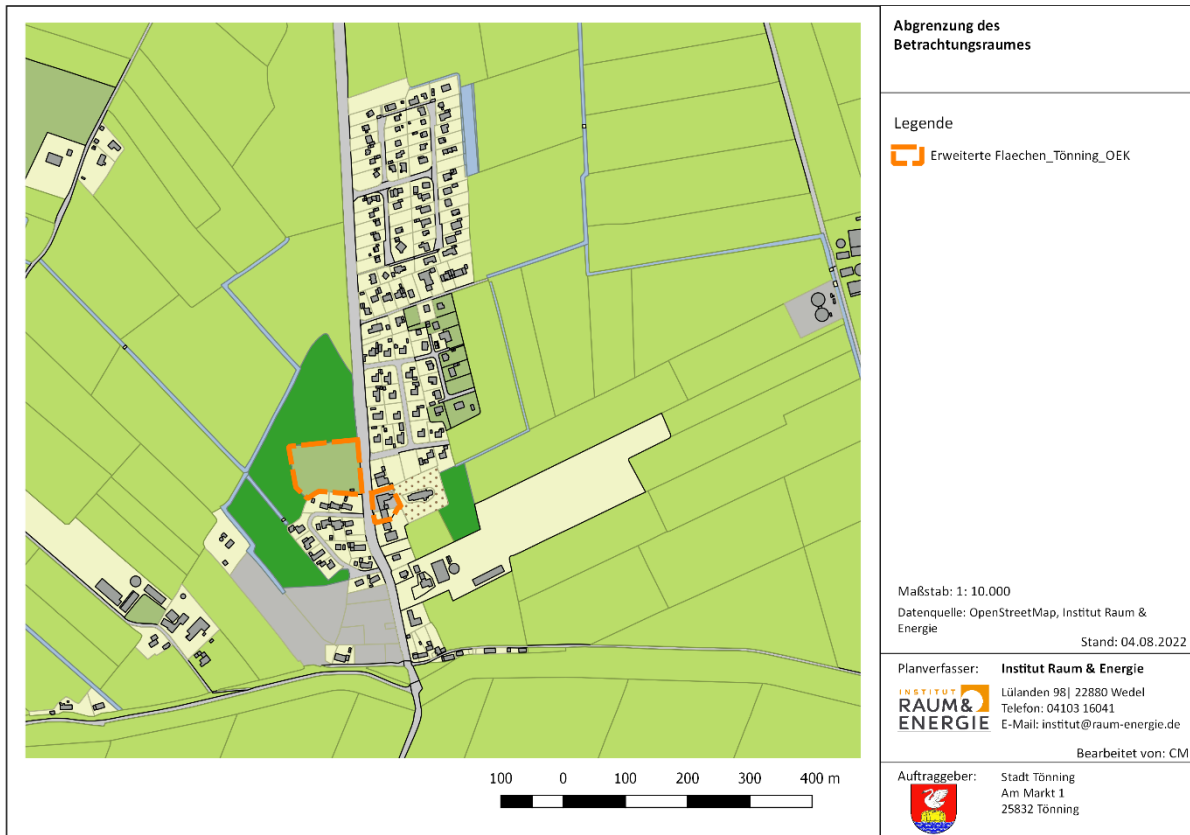 Abgrenzung des
Betrachtungsraumes
Legende
Erweiterte Flaechen_Tönning_OEK
Maßstab: 1: 10.000
Datenquelle: OpenStreetMap, Institut Raum &
Energie
Stand: 04.08.2022
Planverfasser: Institut Raum & Energie
INSTITUT
RAUM &
ENERGIE
Lülanden 98| 22880 Wedel
Telefon: 04103 16041
E-Mail: institut@raum-energie.de
Bearbeitet von: CM
Auftraggeber: Stadt Tönning
Am Markt 1
25832 Tönning
100 0 100 200 300 400 m